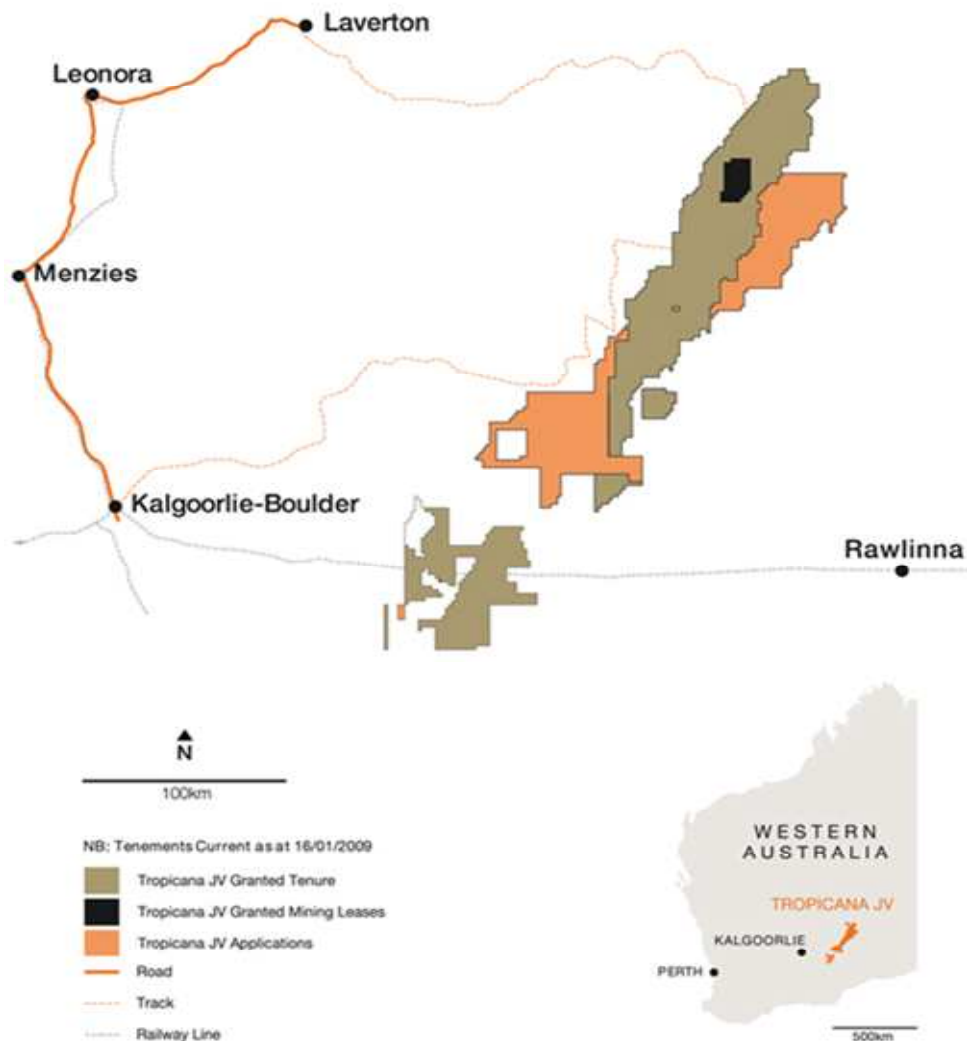 Laverton
Leonora
Menzies
Kalgoorlie-Boulder
Rawlinna
N
100km
NB: Tenements Current as at 16/01/2009
Tropicana JV Granted Tenure
Tropicana JV Granted Mining Leases
Tropicana JV Applications
Road
Track
Railway Line
WESTERN
AUSTRALIA
TROPICANA JV
KALGOORLIE
PERTH
500km